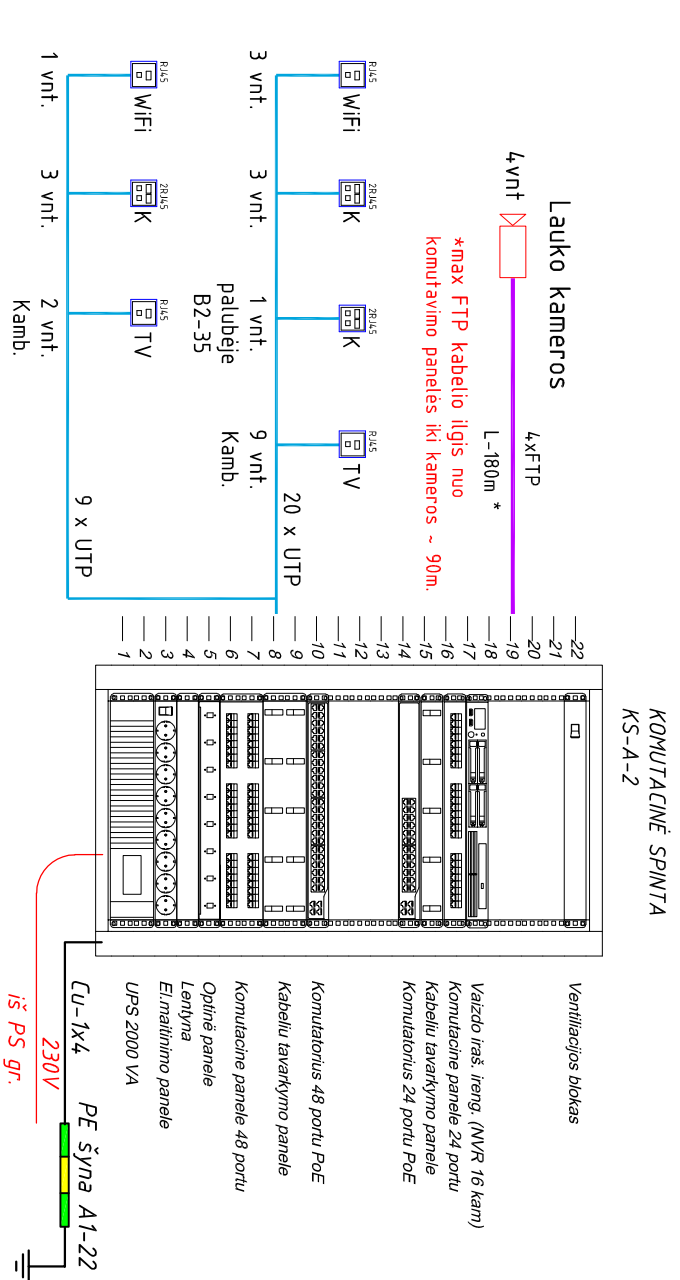 KOMUTACINĖ SPINTA
KS-A-2
Lauko kameros
4vnt
4xFTP
L-180m *
*max FTP kabelio ilgis nuo
komutavimo panelės iki kameros ~ 90m.
RJ45
WiFi
3 vnt.
2RJ45
K
3 vnt.
2RJ45
K
1 vnt.
palubėje
B2-35
RJ45
TV
9 vnt.
Kamb.
20 x UTP
RJ45
WiFi
1 vnt.
2RJ45
K
3 vnt.
RJ45
TV
2 vnt.
Kamb.
9 x UTP
22
21
20
19
18
17
16
15
14
13
12
11
10
9
8
7
6
5
4
3
2
1
Ventiliacijos blokas
Vaizdo iraš. ireng. (NVR 16 kam)
Komutacine panele 24 portu
Kabeliu tavarkymo panele
Komutatorius 24 portu PoE
Komutatorius 48 portu PoE
Kabeliu tavarkymo panele
Komutacine panele 48 portu
Optinė panele
Lentyna
El.maitinimo panele
UPS 2000 VA
Cu-1x4
PE šyna A1-22
230V
iš PS gr.